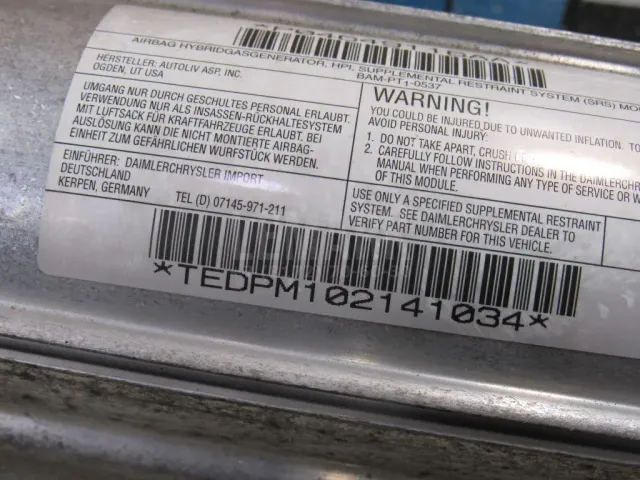 AIRBAG HYBRIDGASGENERATOR, HPI, SUPPLEMENTAL RESTRAINT SYSTEM (SRS)
HERSTELLER: AUTOLIV ASP, INC.
OGDEN, UT USA
BAM-PT1-0537
UMGANG NUR DURCH GESCHULTES PERSONAL ERLAUBT.
VERWENDUNG NUR ALS INSASSEN-RÜCKHALTESYSTEM
MIT LUFTSACK FÜR KRAFTFAHRZEUGE ERLAUBT. BEI
AUSLÖSUNG KANN DIE NICHT MONTIERTE AIRBAG-
EINHEIT ZUM GEFÄHRLICHEN WURFSTÜCK WERDEN.
EINFÜHRER: DAIMLERCHRYSLER IMPORT
DEUTSCHLAND
KERPEN, GERMANY
TEL (D) 07145-971-211
WARNING!
YOU COULD BE INJURED DUE TO UNWANTED INFLATION. TO
AVOID PERSONAL INJURY:
1. DO NOT TAKE APART, CRUSH
2. CAREFULLY FOLLOW INSTRUCTIONS IN THE DAIMLERCHRYSLER
MANUAL WHEN PERFORMING ANY TYPE OF SERVICE OR
OF THIS MODULE.
USE ONLY A SPECIFIED SUPPLEMENTAL RESTRAINT
SYSTEM. SEE DAIMLERCHRYSLER DEALER TO
VERIFY PART NUMBER FOR THIS VEHICLE.
*TEDPM102141034*